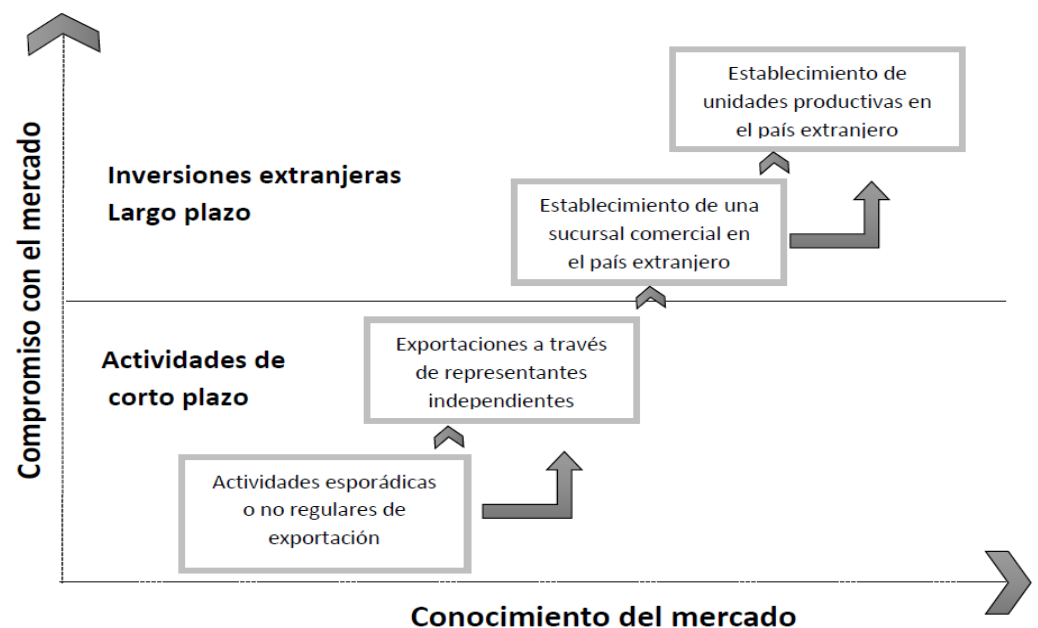 Compromiso con el mercado
Establecimiento de
unidades productivas en
el país extranjero
Inversiones extranjeras
Largo plazo
Establecimiento de una
sucursal comercial en
el país extranjero
Actividades de
corto plazo
Exportaciones a través
de representantes
independientes
Actividades esporádicas
o no regulares de
exportación
Conocimiento del mercado